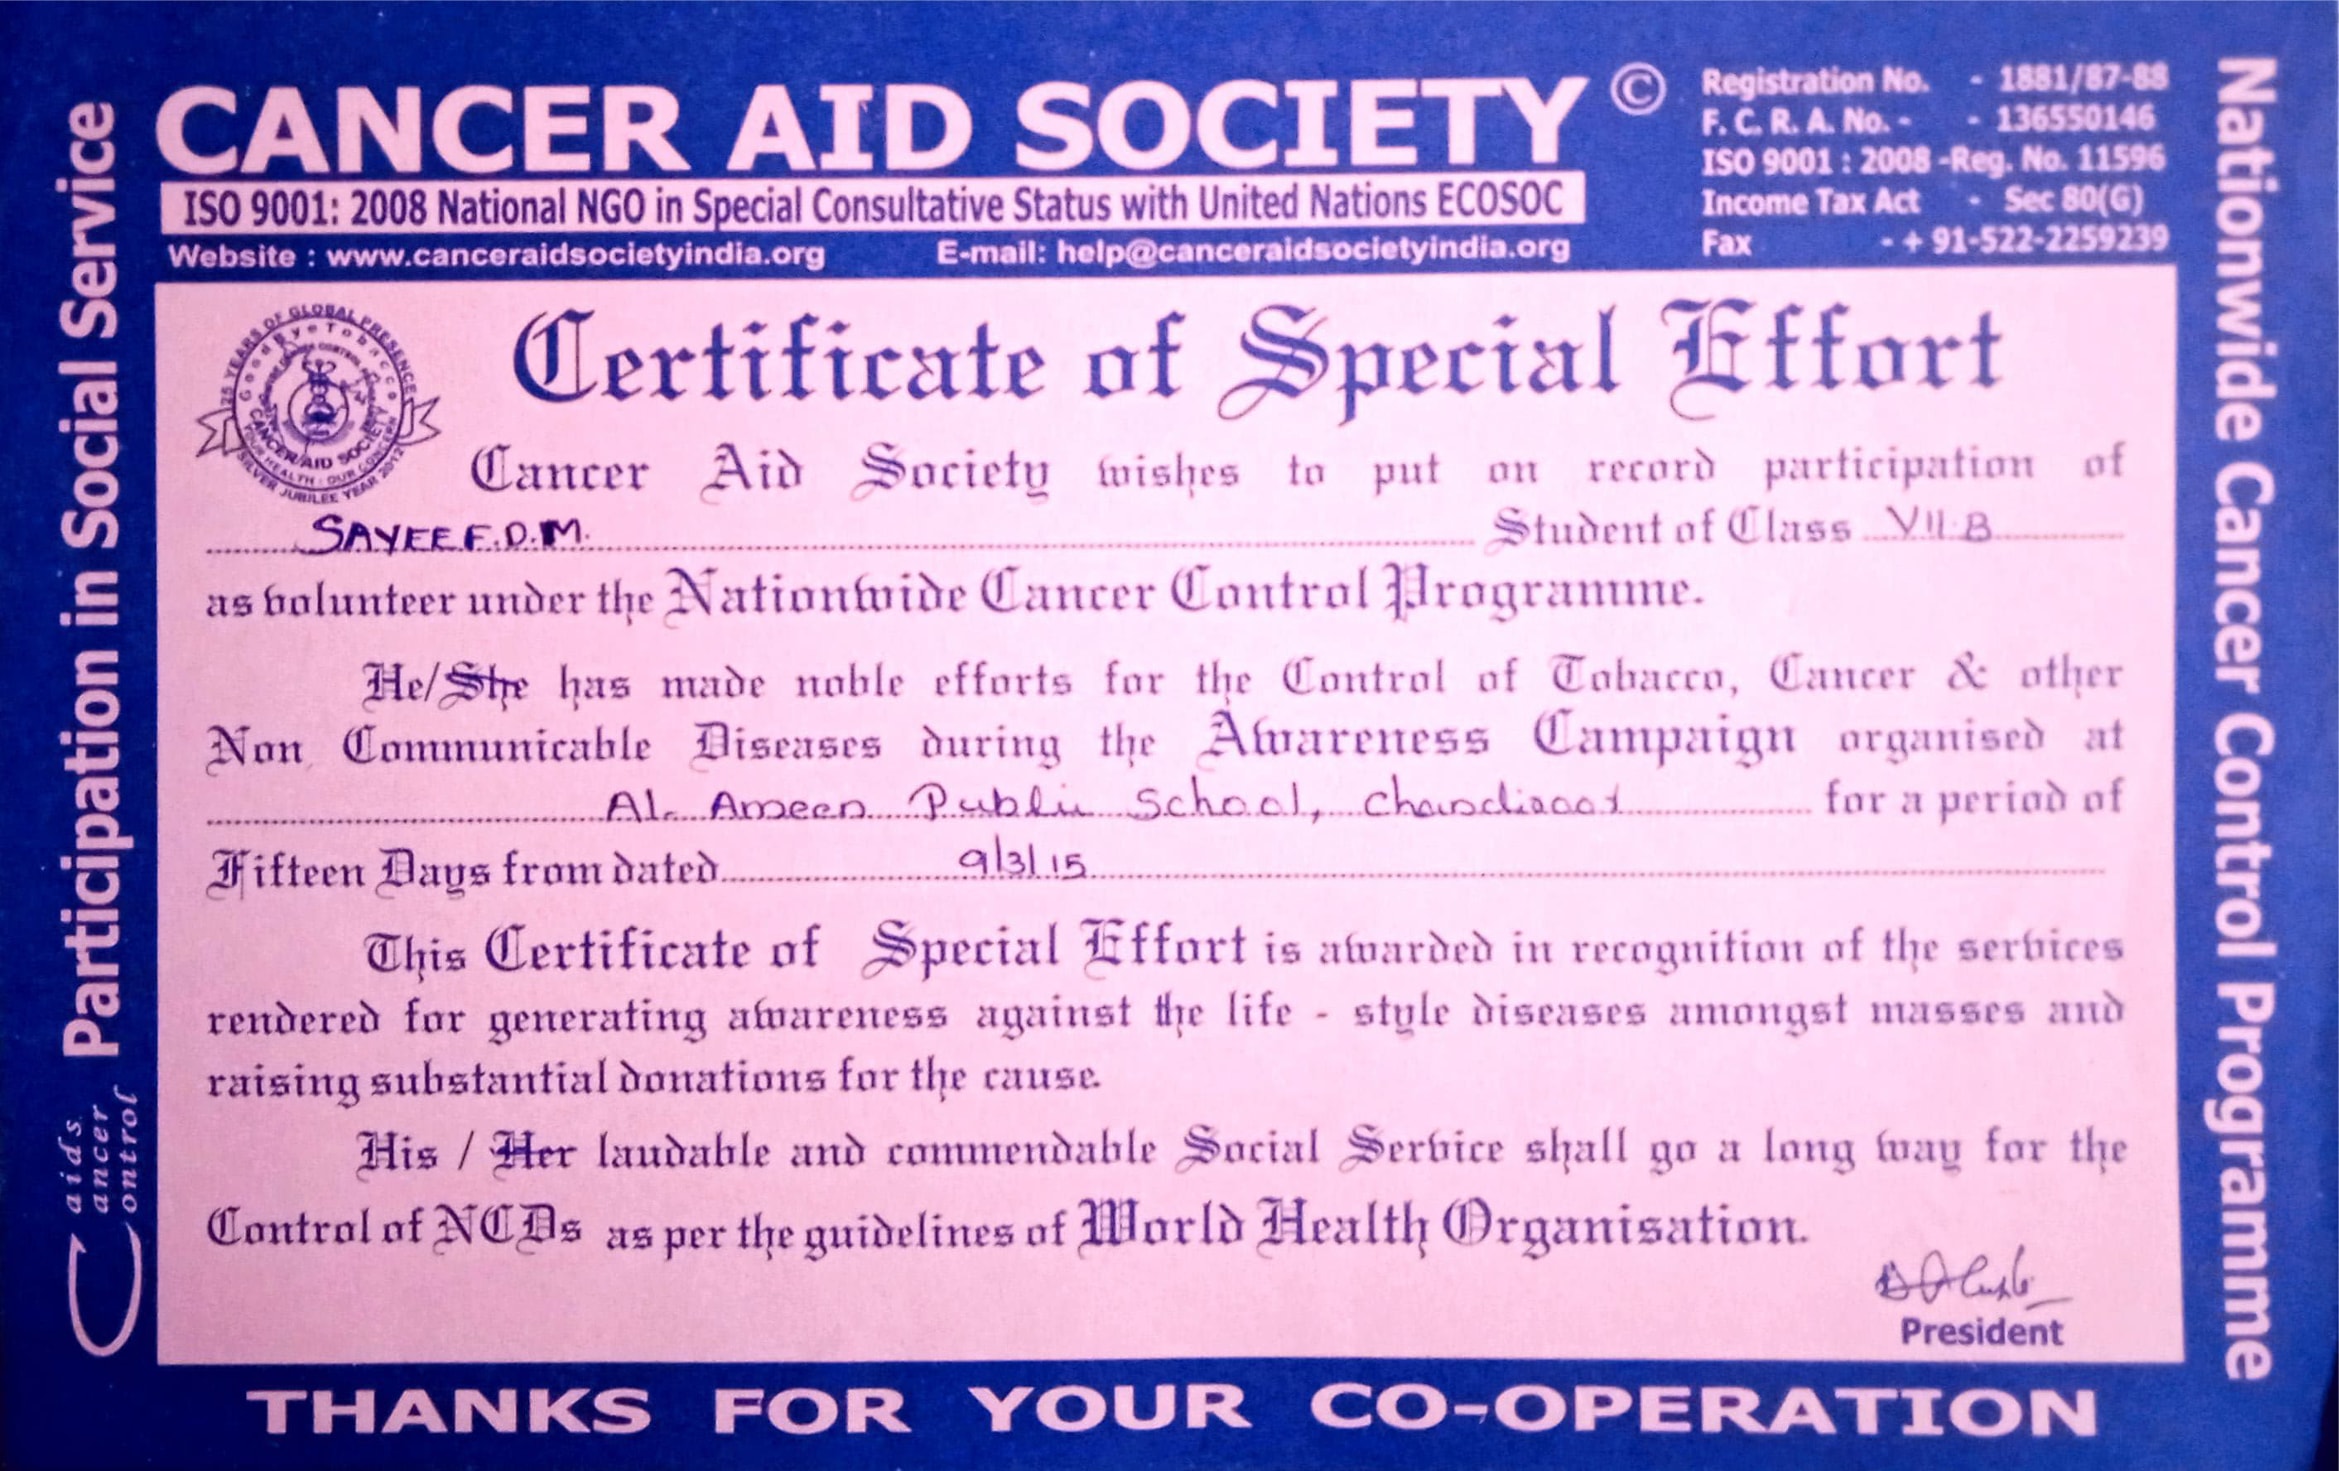 CANCER AID SOCIETY ©
ISO 9001: 2008 National NGO in Special Consultative Status with United Nations ECOSOC
Website : www.canceraidsocietyindia.org E-mail: help@canceraidsocietyindia.org
Registration No. - 1881/87-88
F. C. R. A. No. - - 136550146
ISO 9001 : 2008 -Reg. No. 11596
Income Tax Act - Sec 80(G)
Fax - + 91-522-2259239
Participation in Social Service
Caids
ancer
ontrol
25 YEARS OF GLOBAL PRESENCE
Goodbye Tobacco
CANCER AID SOCIETY
YOUR HEALTH : OUR CONCERN
SILVER JUBILEE YEAR 2012
Certificate of Special Effort
Cancer Aid Society wishes to put on record participation of
SAYEEF.D.M. Student of Class VII.B
as volunteer under the Nationwide Cancer Control Programme.
He/She has made noble efforts for the Control of Tobacco, Cancer & other
Non Communicable Diseases during the Awareness Campaign organised at
Al. Ameen Public School, for a period of
Fifteen Days from dated 9/3/15
This Certificate of Special Effort is awarded in recognition of the services
rendered for generating awareness against the life - style diseases amongst masses and
raising substantial donations for the cause.
His / Her laudable and commendable Social Service shall go a long way for the
Control of NCDs as per the guidelines of World Health Organisation.
President
Nationwide Cancer Control Programme
THANKS FOR YOUR CO-OPERATION